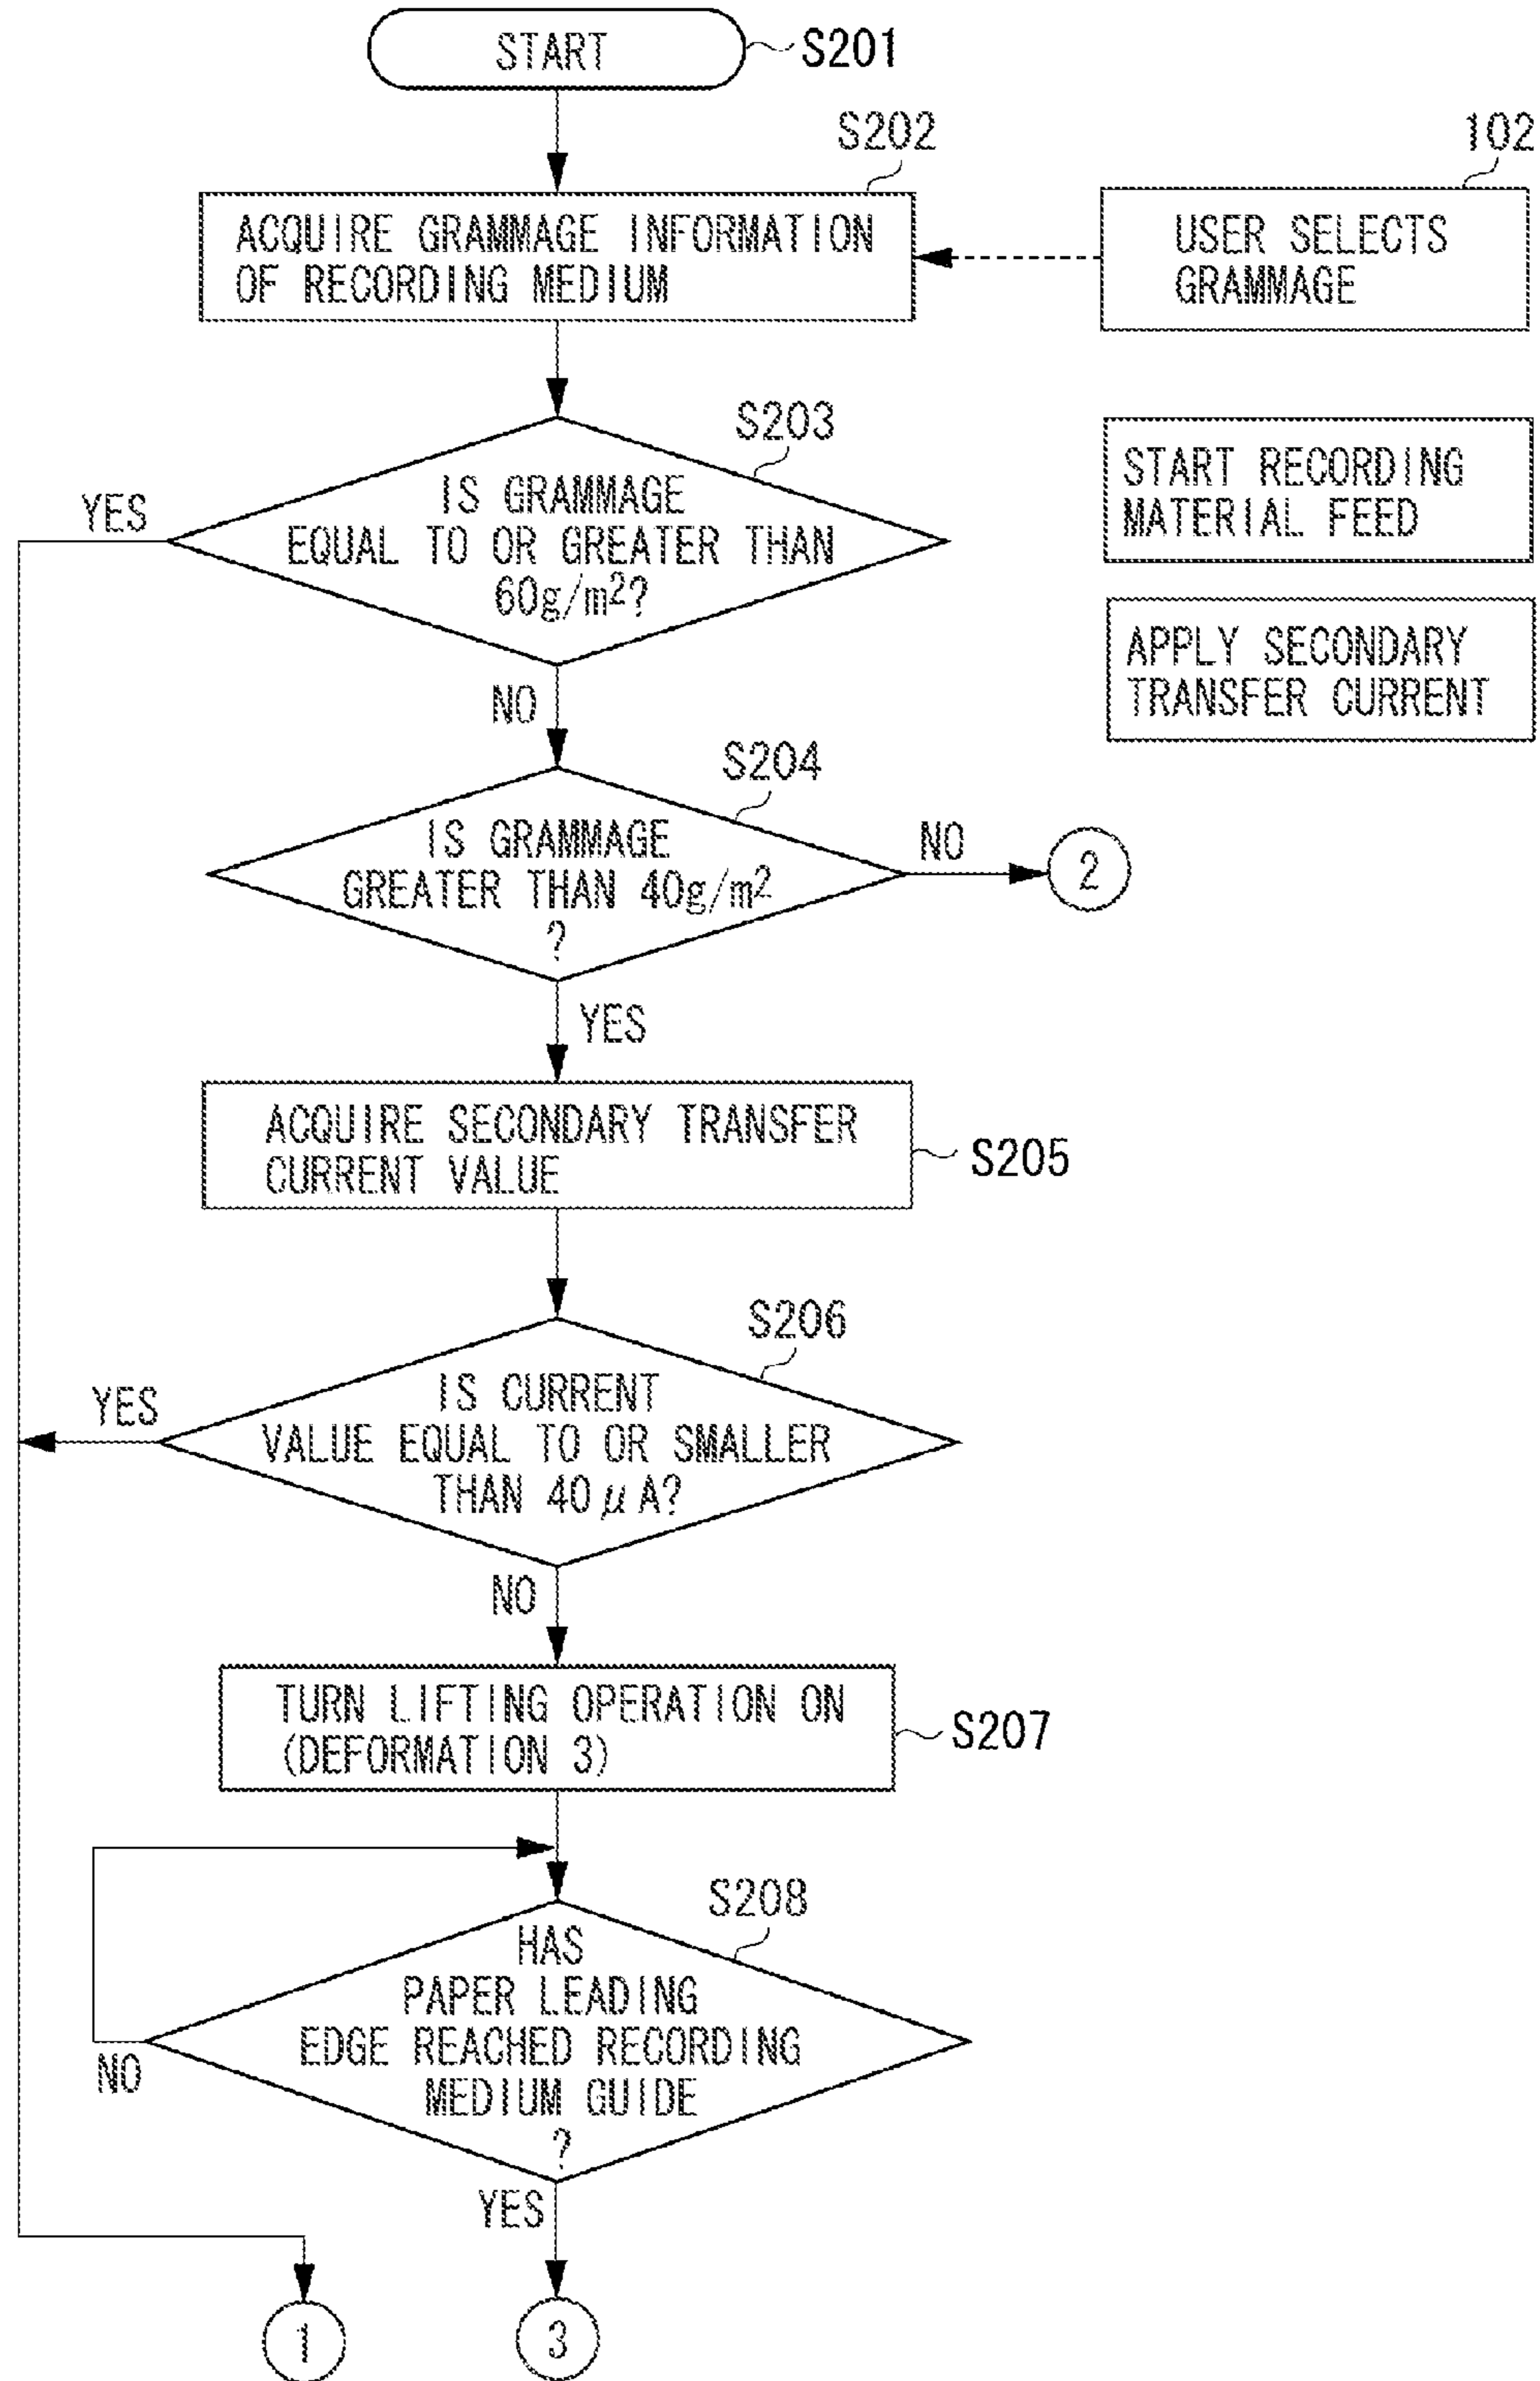 START
S201
S202
ACQUIRE GRAMMAGE INFORMATION
OF RECORDING MEDIUM
102
USER SELECTS
GRAMMAGE
S203
IS GRAMMAGE
EQUAL TO OR GREATER THAN
60g/m²?
YES
NO
START RECORDING
MATERIAL FEED
APPLY SECONDARY
TRANSFER CURRENT
S204
IS GRAMMAGE
GREATER THAN 40g/m²
?
NO
2
YES
ACQUIRE SECONDARY TRANSFER
CURRENT VALUE
S205
S206
IS CURRENT
VALUE EQUAL TO OR SMALLER
THAN 40μA?
YES
NO
TURN LIFTING OPERATION ON
(DEFORMATION 3)
S207
S208
HAS
PAPER LEADING
EDGE REACHED RECORDING
MEDIUM GUIDE
?
NO
YES
1
3